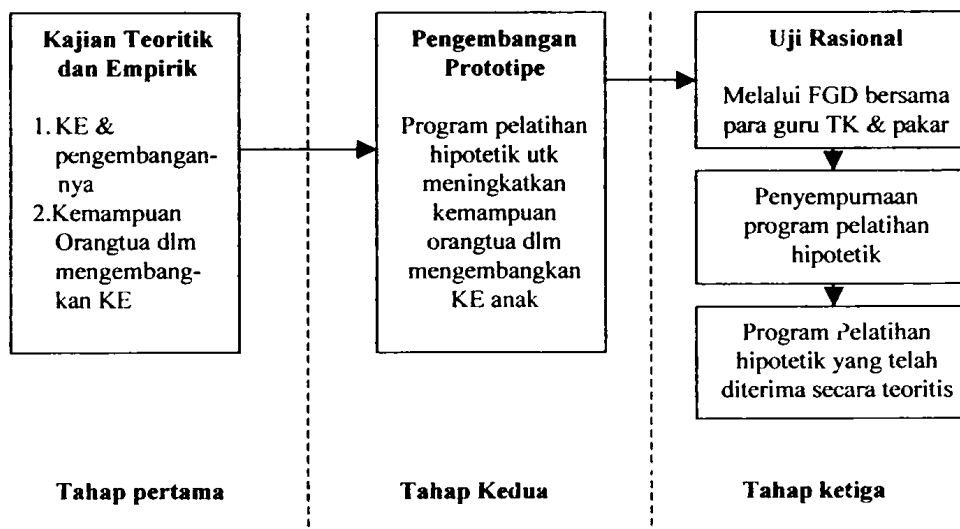 Kajian Teoritik
dan Empirik
1. KE &
pengembangan-
nya
2.Kemampuan
Orangtua dlm
mengembang-
kan KE
Tahap pertama
Pengembangan
Prototipe
Program pelatihan
hipotetik utk
meningkatkan
kemampuan
orangtua dlm
mengembangkan
KE anak
Tahap Kedua
Uji Rasional
Melalui FGD bersama
para guru TK & pakar
Penyempurnaan
program pelatihan
hipotetik
Program Pelatihan
hipotetik yang telah
diterima secara teoritis
Tahap ketiga